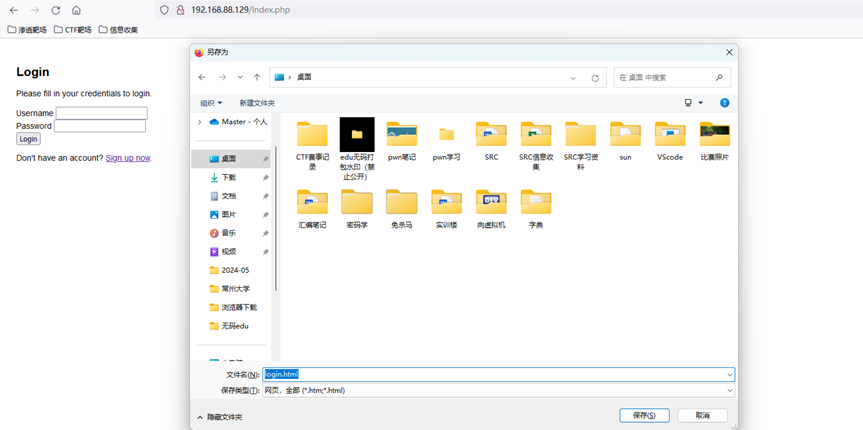 192.168.88.129/index.php
渗透靶场 CTF靶场 信息收集
Login
Please fill in your credentials to login.
Username
Password
Login
Don't have an account? Sign up now.
另存为
桌面
在 桌面 中搜索
组织 新建文件夹
Master - 个人
桌面
下载
文档
图片
音乐
视频
2024-05
常州大学
浏览器下载
无码edu
CTF赛事记录
edu无码打包水印（禁止公开）
pwn笔记
pwn学习
SRC
SRC信息收集
SRC学习资料
sun
VScode
比赛照片
汇编笔记
密码学
免杀马
实训楼
向虚拟机
字典
文件名(N): login.html
保存类型(T): 网页，全部 (*.htm;*.html)
隐藏文件夹
保存(S) 取消